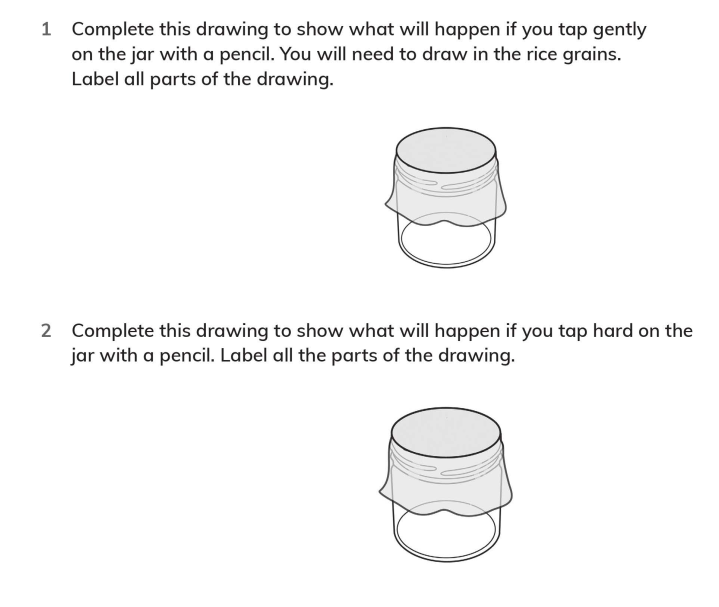 1 Complete this drawing to show what will happen if you tap gently
on the jar with a pencil. You will need to draw in the rice grains.
Label all parts of the drawing.
2 Complete this drawing to show what will happen if you tap hard on the
jar with a pencil. Label all the parts of the drawing.